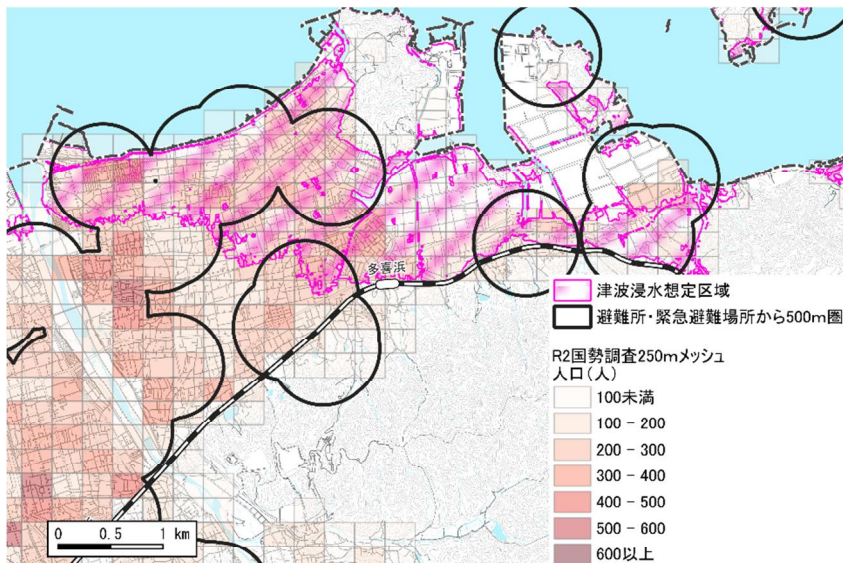 多喜浜
津波浸水想定区域
避難所・緊急避難場所から500m圏
R2国勢調査250mメッシュ
人口(人)
100未満
100 - 200
200 - 300
300 - 400
400 - 500
500 - 600
600以上
0 0.5 1 km